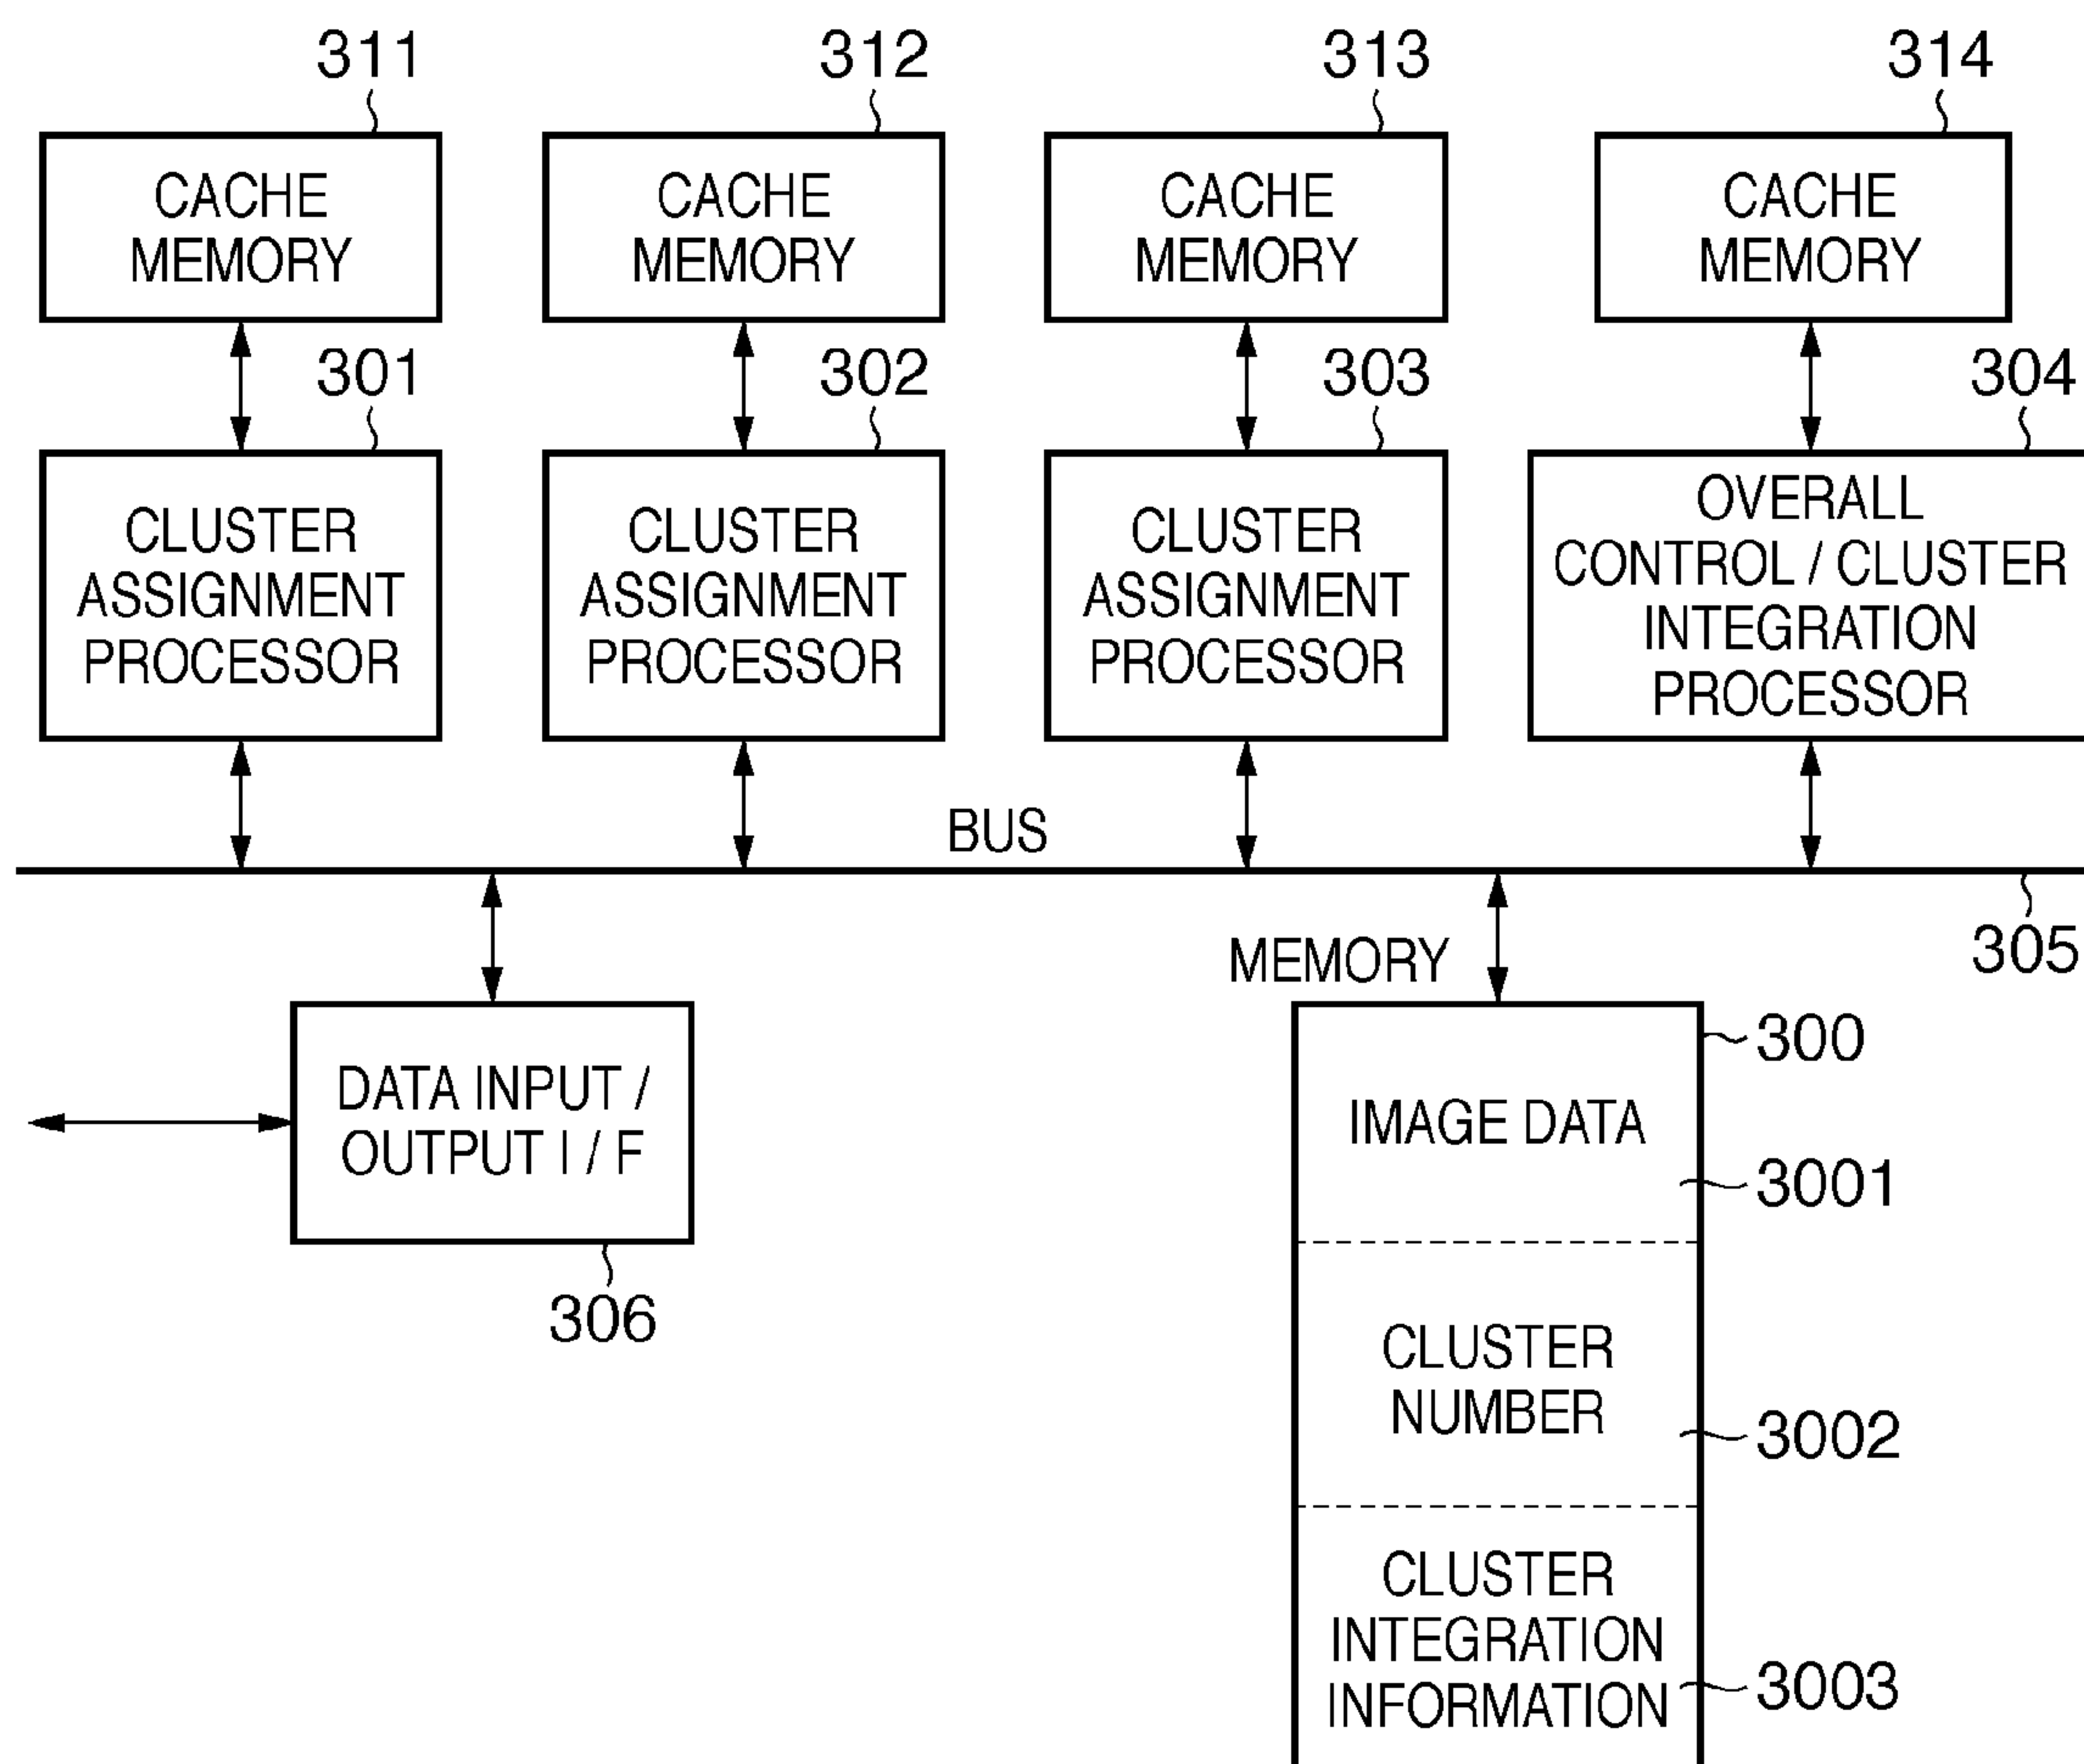 311
312
313
314
CACHE
MEMORY
CACHE
MEMORY
CACHE
MEMORY
CACHE
MEMORY
301
302
303
304
CLUSTER
ASSIGNMENT
PROCESSOR
CLUSTER
ASSIGNMENT
PROCESSOR
CLUSTER
ASSIGNMENT
PROCESSOR
OVERALL
CONTROL / CLUSTER
INTEGRATION
PROCESSOR
BUS
305
MEMORY
300
DATA INPUT /
OUTPUT I / F
306
IMAGE DATA
3001
CLUSTER
NUMBER
3002
CLUSTER
INTEGRATION
INFORMATION
3003